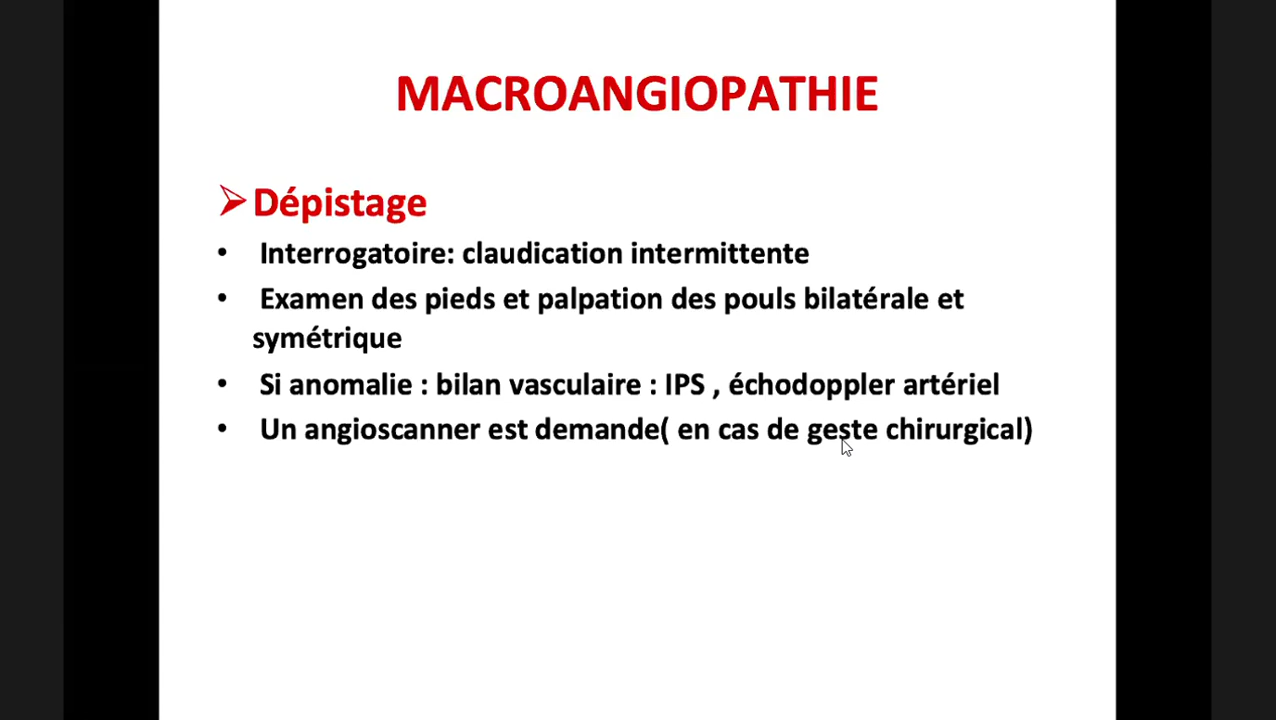 MACROANGIOPATHIE
➢Dépistage
• Interrogatoire: claudication intermittente
• Examen des pieds et palpation des pouls bilatérale et
symétrique
• Si anomalie : bilan vasculaire : IPS , échodoppler artériel
• Un angioscanner est demande( en cas de geste chirurgical)